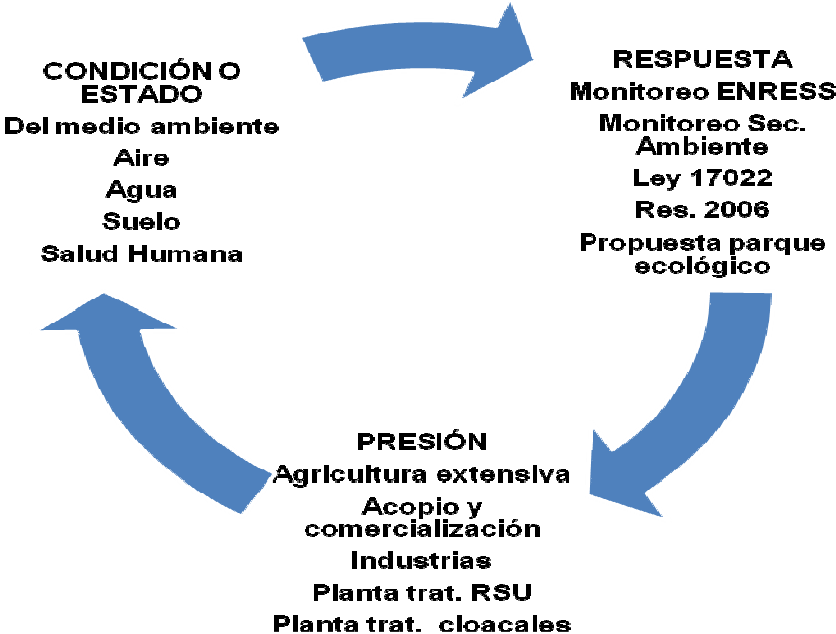 CONDICIÓN O
ESTADO
Del medio ambiente
Aire
Agua
Suelo
Salud Humana
RESPUESTA
Monitoreo ENRESS
Monitoreo Sec.
Ambiente
Ley 17022
Res. 2006
Propuesta parque
ecológico
PRESIÓN
Agricultura extensiva
Acopio y
comercialización
Industrias
Planta trat. RSU
Planta trat. cloacales